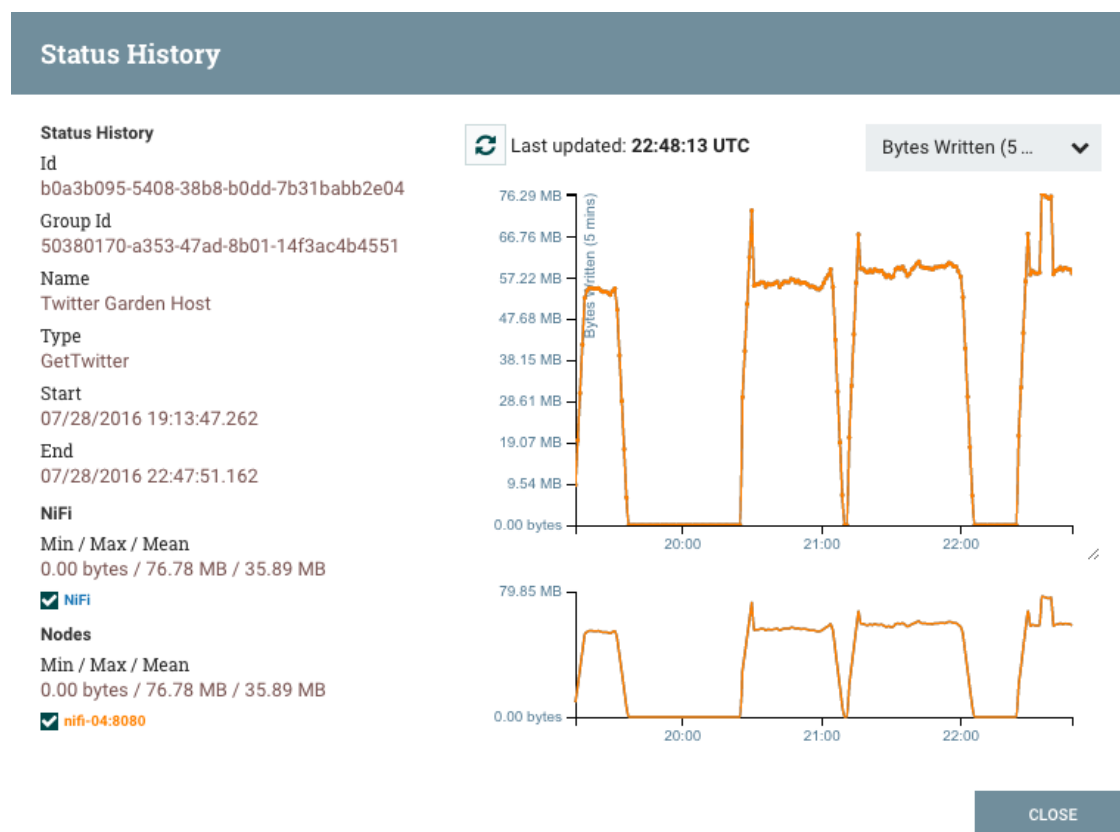 Status History
Status History
Id
b0a3b095-5408-38b8-b0dd-7b31babb2e04
Group Id
50380170-a353-47ad-8b01-14f3ac4b4551
Name
Twitter Garden Host
Type
GetTwitter
Start
07/28/2016 19:13:47.262
End
07/28/2016 22:47:51.162
NiFi
Min / Max / Mean
0.00 bytes / 76.78 MB / 35.89 MB
NiFi
Nodes
Min / Max / Mean
0.00 bytes / 76.78 MB / 35.89 MB
nifi-04:8080
Last updated: 22:48:13 UTC
Bytes Written (5 ...
Bytes Written (5 mins)
76.29 MB
66.76 MB
57.22 MB
47.68 MB
38.15 MB
28.61 MB
19.07 MB
9.54 MB
0.00 bytes
20:00 21:00 22:00
79.85 MB
0.00 bytes
20:00 21:00 22:00
CLOSE